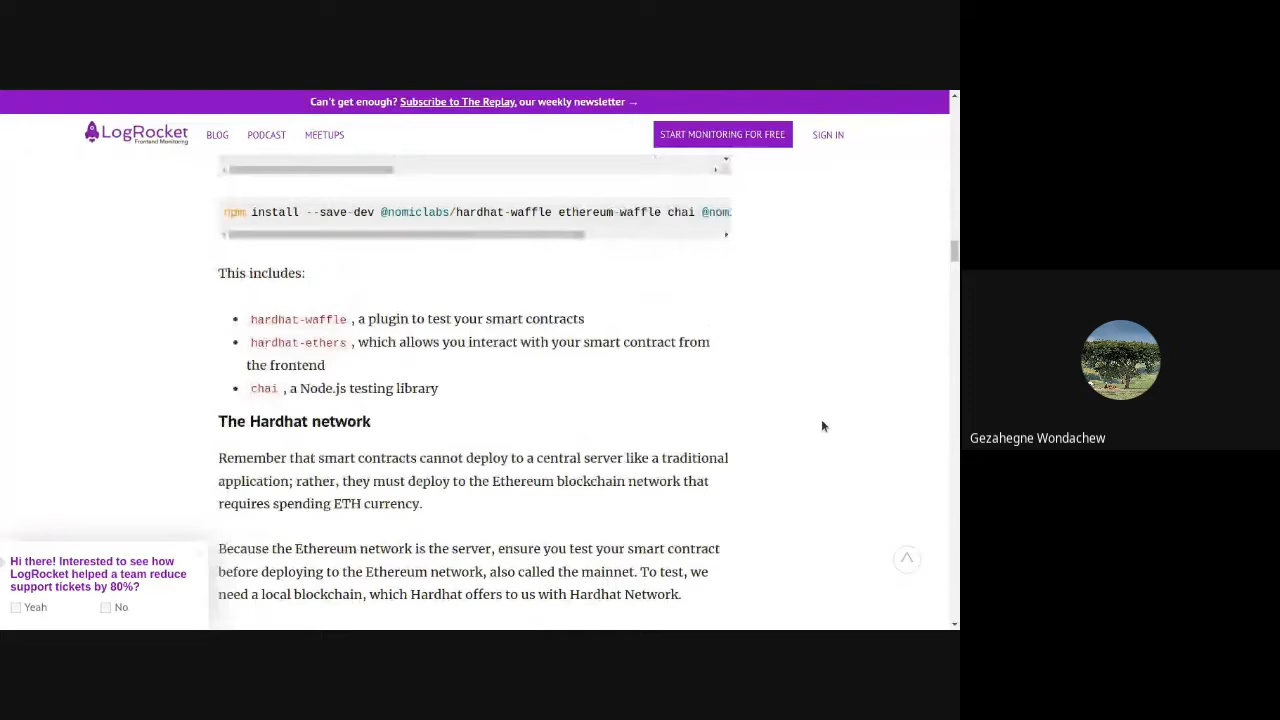 Can't get enough? Subscribe to The Replay, our weekly newsletter →
LogRocket
Frontend Monitoring
BLOG
PODCAST
MEETUPS
START MONITORING FOR FREE
SIGN IN
npm install --save-dev @nomiclabs/hardhat-waffle ethereum-waffle chai
This includes:
• hardhat-waffle , a plugin to test your smart contracts
• hardhat-ethers , which allows you interact with your smart contract from
the frontend
• chai , a Node.js testing library
The Hardhat network
Remember that smart contracts cannot deploy to a central server like a traditional
application; rather, they must deploy to the Ethereum blockchain network that
requires spending ETH currency.
Because the Ethereum network is the server, ensure you test your smart contract
before deploying to the Ethereum network, also called the mainnet. To test, we
need a local blockchain, which Hardhat offers to us with Hardhat Network.
Hi there! Interested to see how
LogRocket helped a team reduce
support tickets by 80%?
Yeah
No
Gezahegne Wondachew